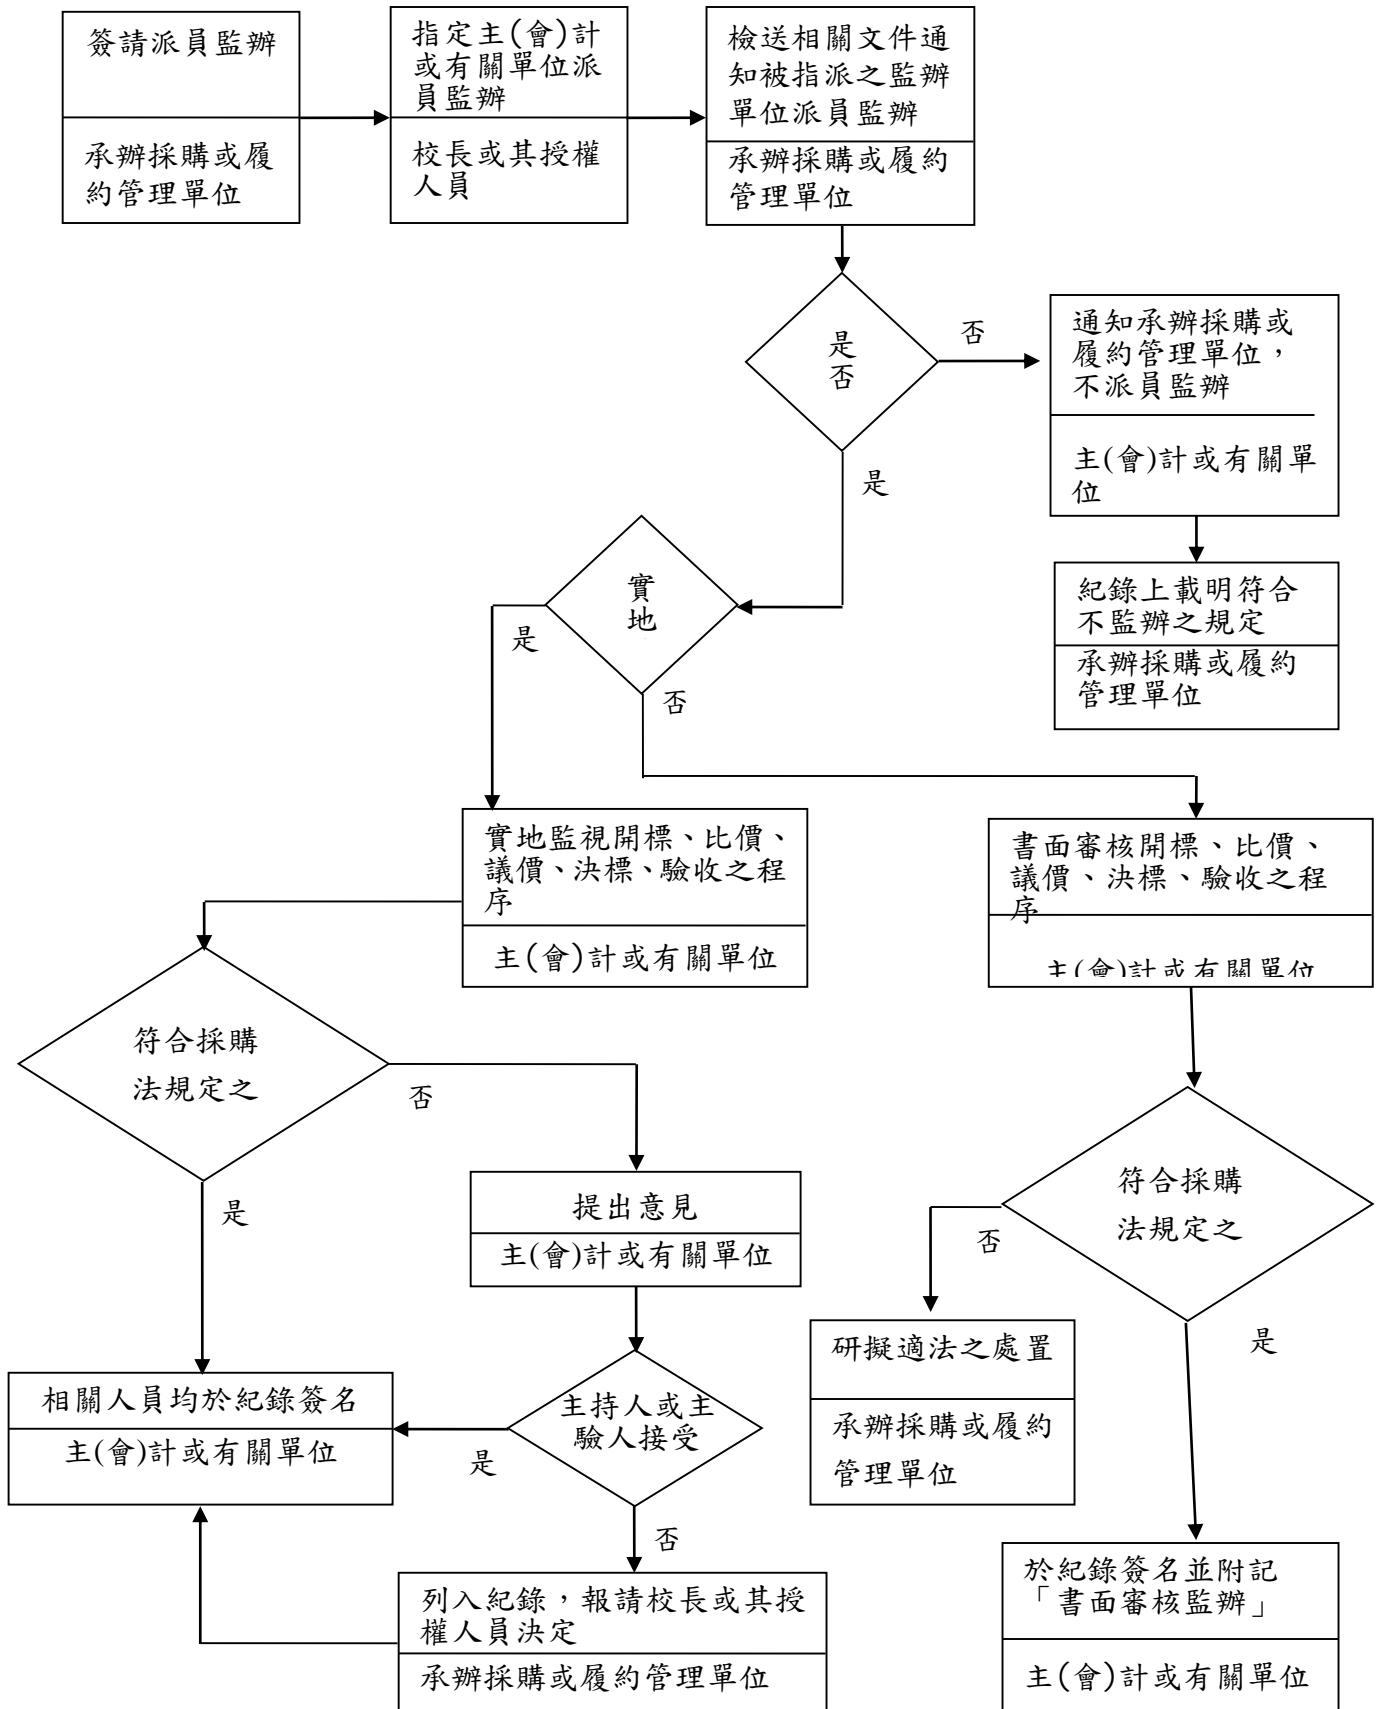 簽請派員監辦
承辦採購或履
約管理單位
指定主(會)計
或有關單位派
員監辦
校長或其授權
人員
檢送相關文件通
知被指派之監辦
單位派員監辦
承辦採購或履約
管理單位
是
否
否
是
通知承辦採購或
履約管理單位，
不派員監辦
主(會)計或有關單
位
紀錄上載明符合
不監辦之規定
承辦採購或履約
管理單位
實
地
是
否
實地監視開標、比價、
議價、決標、驗收之程
序
主(會)計或有關單位
書面審核開標、比價、
議價、決標、驗收之程
序
主(會)計或有關單位
符合採購
法規定之
否
是
提出意見
主(會)計或有關單位
符合採購
法規定之
否
是
研擬適法之處置
承辦採購或履約
管理單位
相關人員均於紀錄簽名
主(會)計或有關單位
主持人或主
驗人接受
是
否
列入紀錄，報請校長或其授
權人員決定
承辦採購或履約管理單位
於紀錄簽名並附記
「書面審核監辦」
主(會)計或有關單位